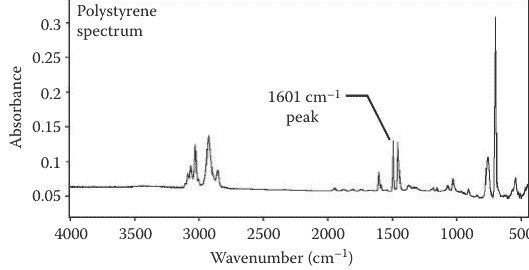 Polystyrene
spectrum
0.3
0.25
0.2
0.15
0.1
0.05
Absorbance
1601 cm⁻¹
peak
4000 3500 3000 2500 2000 1500 1000 500
Wavenumber (cm⁻¹)